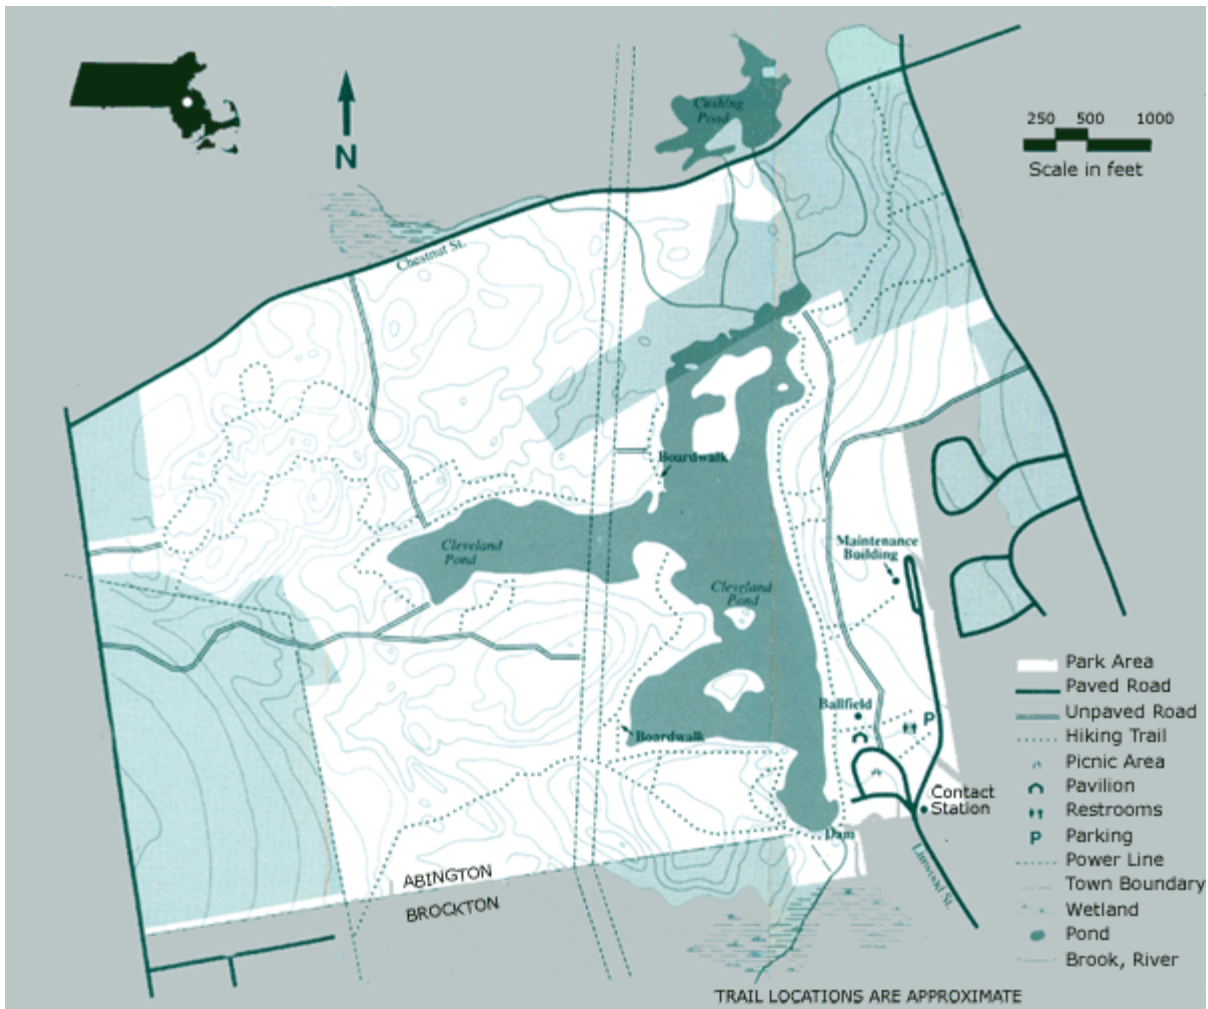 Cushing
Pond
250 500 1000
Scale in feet
N
Chestnut St.
Boardwalk
Cleveland
Pond
Maintenance
Building
Cleveland
Pond
Ballfield
P
Boardwalk
Contact
Station
Dam
Linwood St.
ABINGTON
BROCKTON
Park Area
Paved Road
Unpaved Road
Hiking Trail
Picnic Area
Pavilion
Restrooms
P Parking
Power Line
Town Boundary
Wetland
Pond
Brook, River
TRAIL LOCATIONS ARE APPROXIMATE